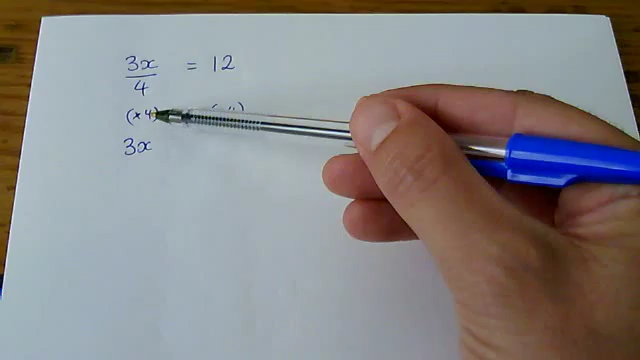 3x/4 = 12
(×4)
3x